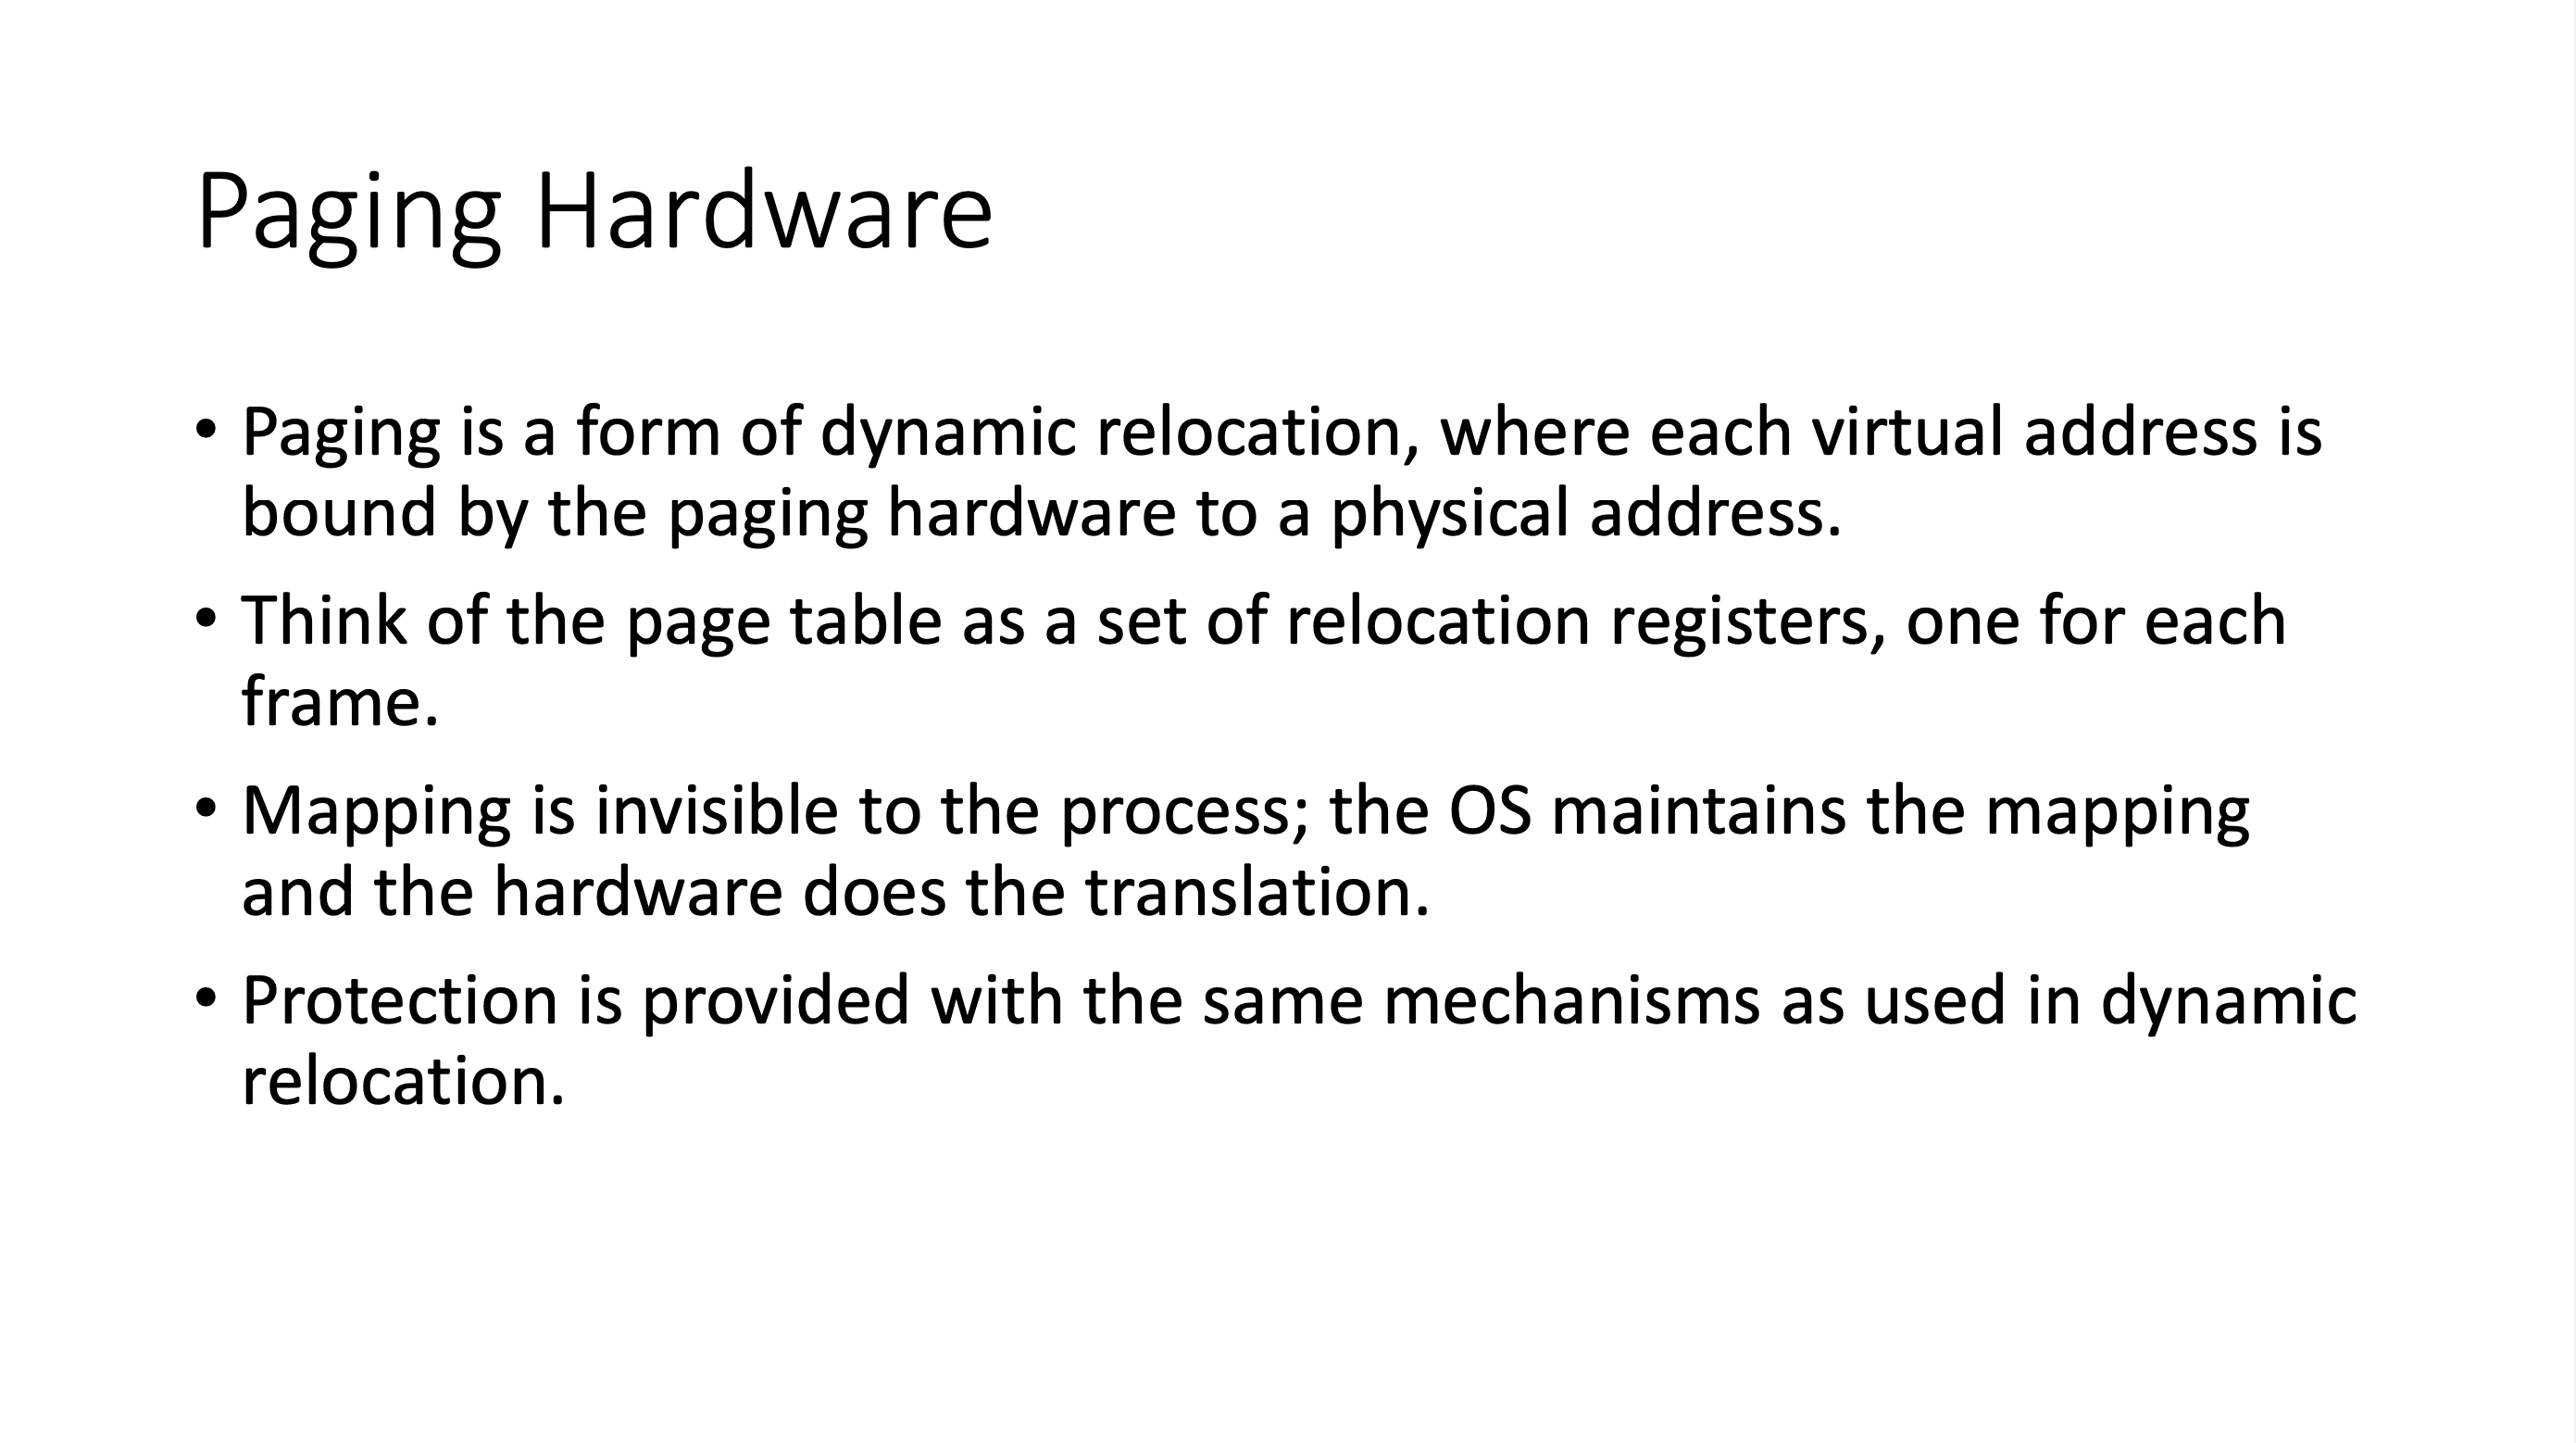 Paging Hardware
• Paging is a form of dynamic relocation, where each virtual address is
bound by the paging hardware to a physical address.
• Think of the page table as a set of relocation registers, one for each
frame.
• Mapping is invisible to the process; the OS maintains the mapping
and the hardware does the translation.
• Protection is provided with the same mechanisms as used in dynamic
relocation.